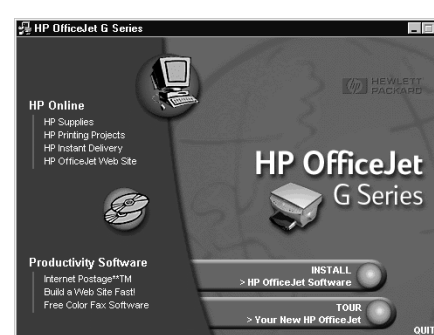 HP OfficeJet G Series
HP Online
HP Supplies
HP Printing Projects
HP Instant Delivery
HP OfficeJet Web Site
Productivity Software
Internet Postage**TM
Build a Web Site Fast!
Free Color Fax Software
hp HEWLETT
PACKARD
HP OfficeJet
G Series
INSTALL
> HP OfficeJet Software
TOUR
> Your New HP OfficeJet
QUIT